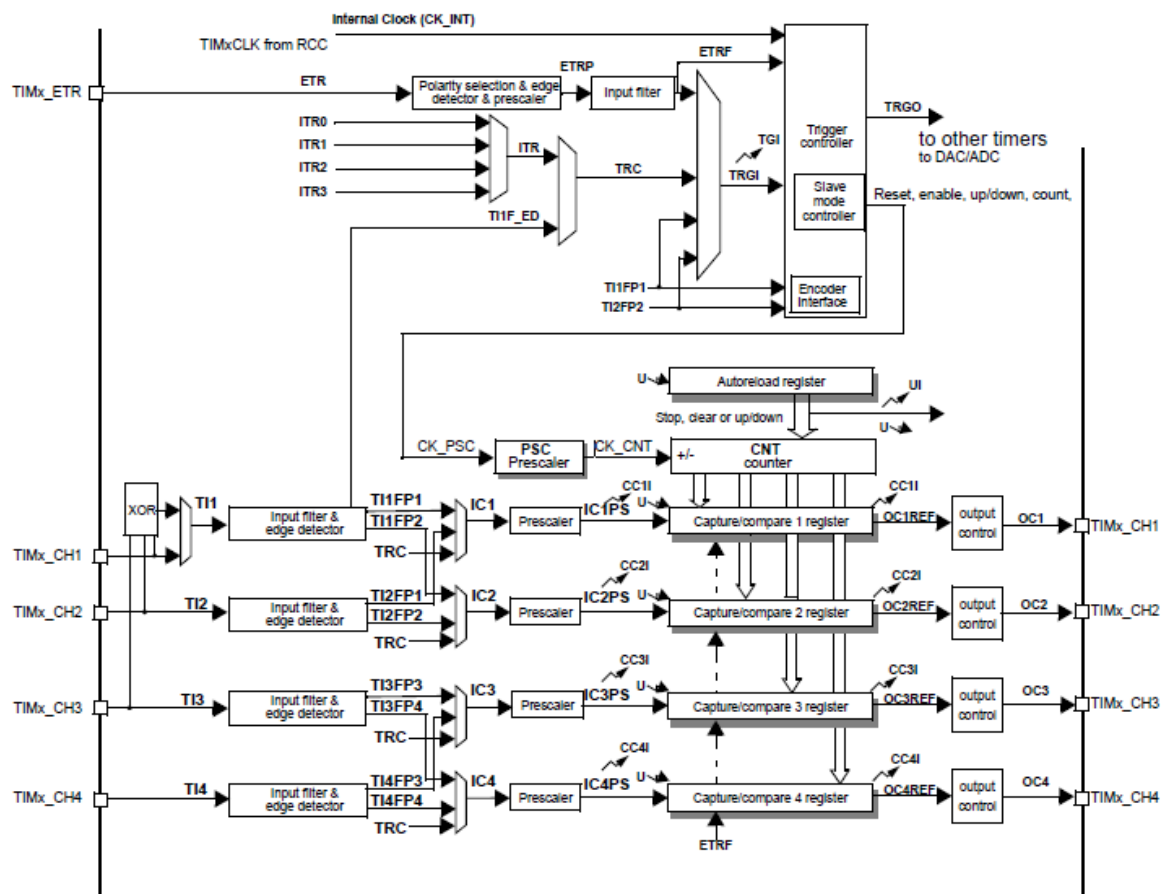 Internal Clock (CK_INT)
TIMxCLK from RCC
ETRF
TIMx_ETR
ETR
Polarity selection & edge
detector & prescaler
ETRP
Input filter
ITR0
ITR1
ITR2
ITR3
ITR
TI1F_ED
TRC
TGI
TRGI
Trigger
controller
TRGO
to other timers
to DAC/ADC
Slave
mode
controller
Reset, enable, up/down, count,
TI1FP1
TI2FP2
Encoder
Interface
U
Autoreload register
UI
Stop, clear or up/down
U
CK_PSC
PSC
Prescaler
CK_CNT
+/-
CNT
counter
XOR
TI1
Input filter &
edge detector
TI1FP1
TI1FP2
TRC
IC1
Prescaler
CC1I
IC1PS
U
Capture/compare 1 register
CC1I
OC1REF
output
control
OC1
TIMx_CH1
TIMx_CH1
TIMx_CH2
TI2
Input filter &
edge detector
TI2FP1
TI2FP2
TRC
IC2
Prescaler
CC2I
IC2PS
U
Capture/compare 2 register
CC2I
OC2REF
output
control
OC2
TIMx_CH2
TIMx_CH3
TI3
Input filter &
edge detector
TI3FP3
TI3FP4
TRC
IC3
Prescaler
CC3I
IC3PS
U
Capture/compare 3 register
CC3I
OC3REF
output
control
OC3
TIMx_CH3
TIMx_CH4
TI4
Input filter &
edge detector
TI4FP3
TI4FP4
TRC
IC4
Prescaler
CC4I
IC4PS
U
Capture/compare 4 register
CC4I
OC4REF
output
control
OC4
TIMx_CH4
ETRF